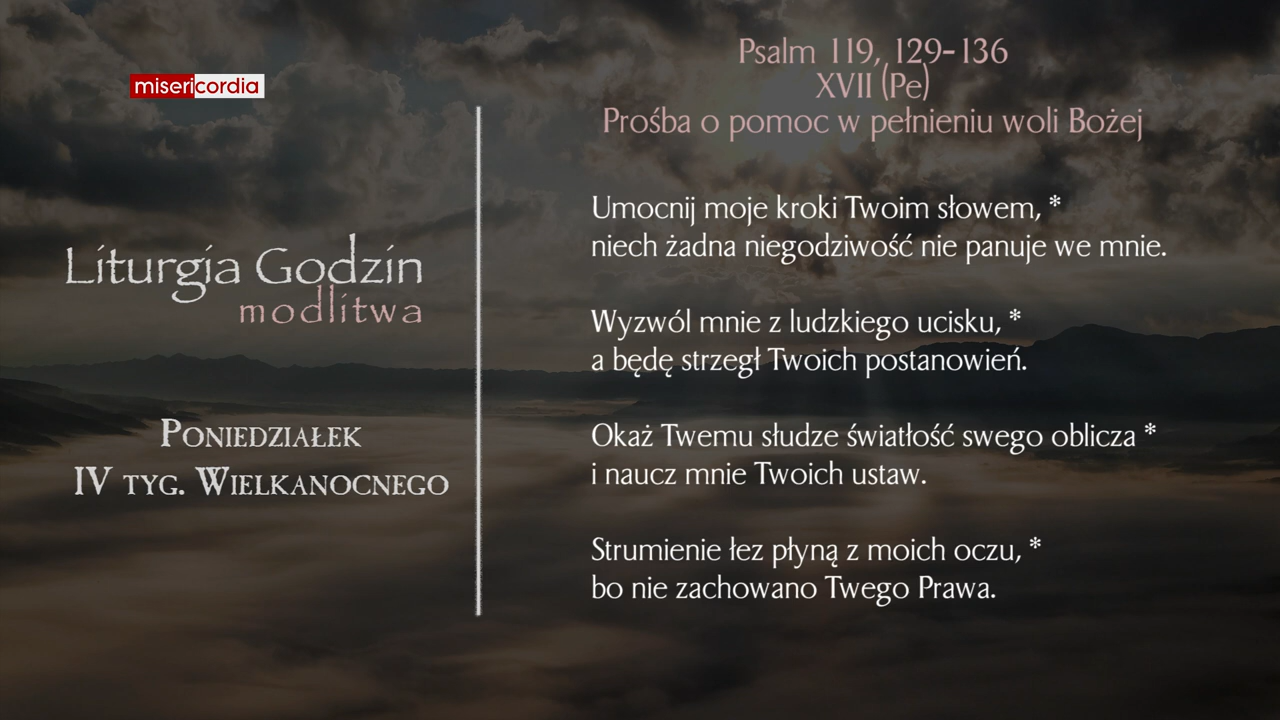 misericordia
Liturgia Godzin
modlitwa
Poniedziałek
IV tyg. Wielkanocnego
Psalm 119, 129-136
XVII (Pe)
Prośba o pomoc w pełnieniu woli Bożej
Umocnij moje kroki Twoim słowem, *
niech żadna niegodziwość nie panuje we mnie.
Wyzwól mnie z ludzkiego ucisku, *
a będę strzegł Twoich postanowień.
Okaż Twemu słudze światłość swego oblicza *
i naucz mnie Twoich ustaw.
Strumienie łez płyną z moich oczu, *
bo nie zachowano Twego Prawa.